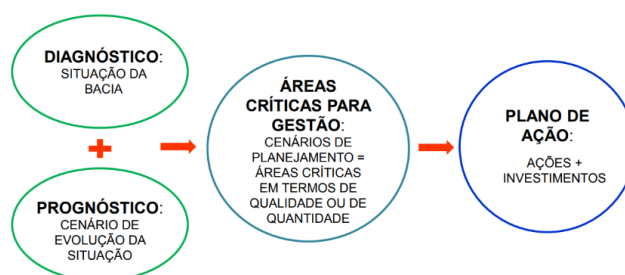 DIAGNÓSTICO:
SITUAÇÃO DA
BACIA
+
PROGNÓSTICO:
CENÁRIO DE
EVOLUÇÃO DA
SITUAÇÃO
ÁREAS
CRÍTICAS PARA
GESTÃO:
CENÁRIOS DE
PLANEJAMENTO =
ÁREAS CRÍTICAS
EM TERMOS DE
QUALIDADE OU DE
QUANTIDADE
PLANO DE
AÇÃO:
AÇÕES +
INVESTIMENTOS